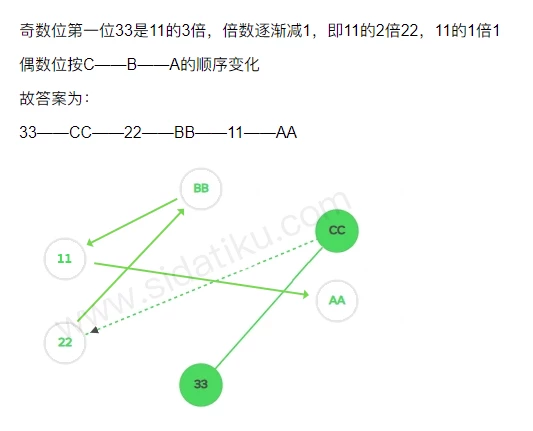 奇数位第一位33是11的3倍，倍数逐渐减1，即11的2倍22，11的1倍1
偶数位按C——B——A的顺序变化
故答案为：
33——CC——22——BB——11——AA
BB
CC
11
AA
22
33
www.sidatiku.com